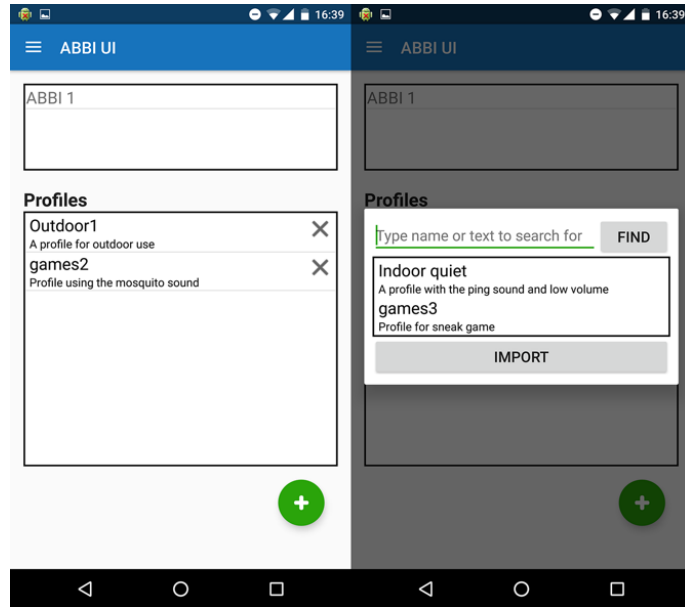 16:39
ABBI UI
ABBI 1
Profiles
Outdoor1
A profile for outdoor use
games2
Profile using the mosquito sound
16:39
ABBI UI
ABBI 1
Profiles
Type name or text to search for
FIND
Indoor quiet
A profile with the ping sound and low volume
games3
Profile for sneak game
IMPORT